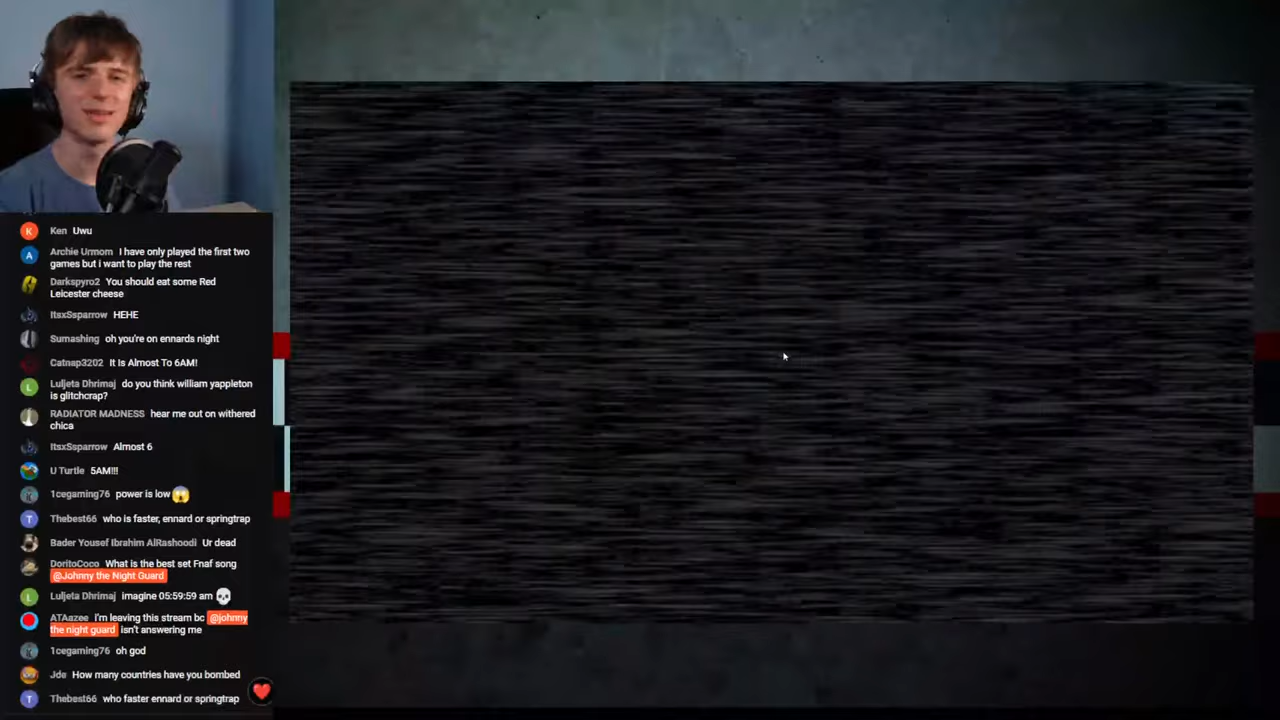 K Ken Uwu
A Archie Urmom I have only played the first two
games but i want to play the rest
Darkspyro2 You should eat some Red
Leicester cheese
ItsxSsparrow HEHE
Sumashing oh you're on ennards night
Catnap3202 It Is Almost To 6AM!
L Luljeta Dhrimaj do you think william yappleton
is glitchcrap?
RADIATOR MADNESS hear me out on withered
chica
ItsxSsparrow Almost 6
U Turtle 5AM!!!
1cegaming76 power is low 😱
T Thebest66 who is faster, ennard or springtrap
Bader Yousef Ibrahim AlRashoodi Ur dead
DoritoCoco What is the best set Fnaf song
@Johnny the Night Guard
L Luljeta Dhrimaj imagine 05:59:59 am 💀
ATAazee I'm leaving this stream bc @johnny
the night guard isn't answering me
1cegaming76 oh god
Jde How many countries have you bombed
T Thebest66 who faster ennard or springtrap